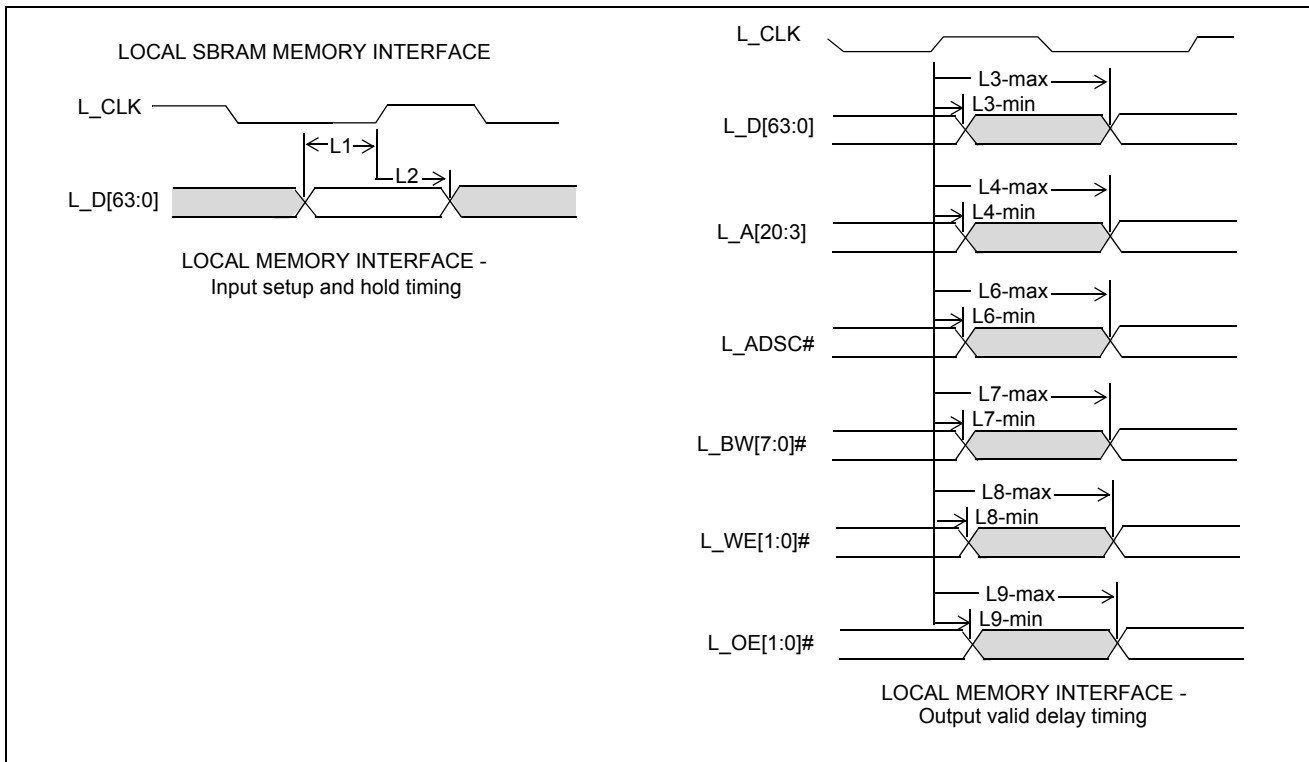 LOCAL SBRAM MEMORY INTERFACE
L_CLK
L1
L2
L_D[63:0]
LOCAL MEMORY INTERFACE -
Input setup and hold timing
L_CLK
L3-max
L3-min
L_D[63:0]
L4-max
L4-min
L_A[20:3]
L6-max
L6-min
L_ADSC#
L7-max
L7-min
L_BW[7:0]#
L8-max
L8-min
L_WE[1:0]#
L9-max
L9-min
L_OE[1:0]#
LOCAL MEMORY INTERFACE -
Output valid delay timing